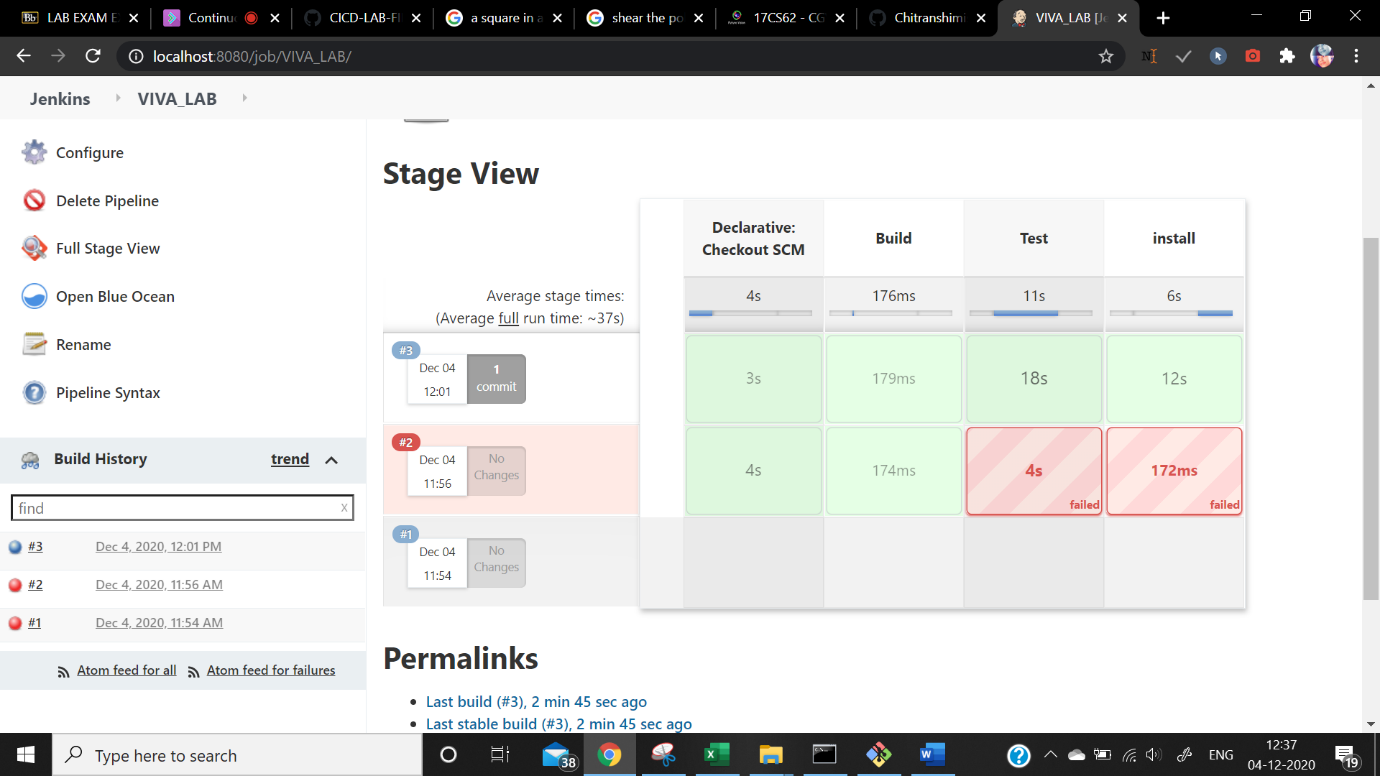 LAB EXAM E
Continu
CICD-LAB-FI
a square in a
shear the po
17CS62 - CG
Chitranshimi
VIVA_LAB [Je
localhost:8080/job/VIVA_LAB/
Jenkins
VIVA_LAB
Configure
Delete Pipeline
Full Stage View
Open Blue Ocean
Rename
Pipeline Syntax
Build History
trend
find
x
#3 Dec 4, 2020, 12:01 PM
#2 Dec 4, 2020, 11:56 AM
#1 Dec 4, 2020, 11:54 AM
Atom feed for all
Atom feed for failures
Stage View
Declarative:
Checkout SCM
Build
Test
install
Average stage times:
(Average full run time: ~37s)
4s
176ms
11s
6s
#3
Dec 04
12:01
1
commit
3s
179ms
18s
12s
#2
Dec 04
11:56
No
Changes
4s
174ms
4s
failed
172ms
failed
#1
Dec 04
11:54
No
Changes
Permalinks
Last build (#3), 2 min 45 sec ago
Last stable build (#3), 2 min 45 sec ago
Type here to search
38
ENG
12:37
04-12-2020
19